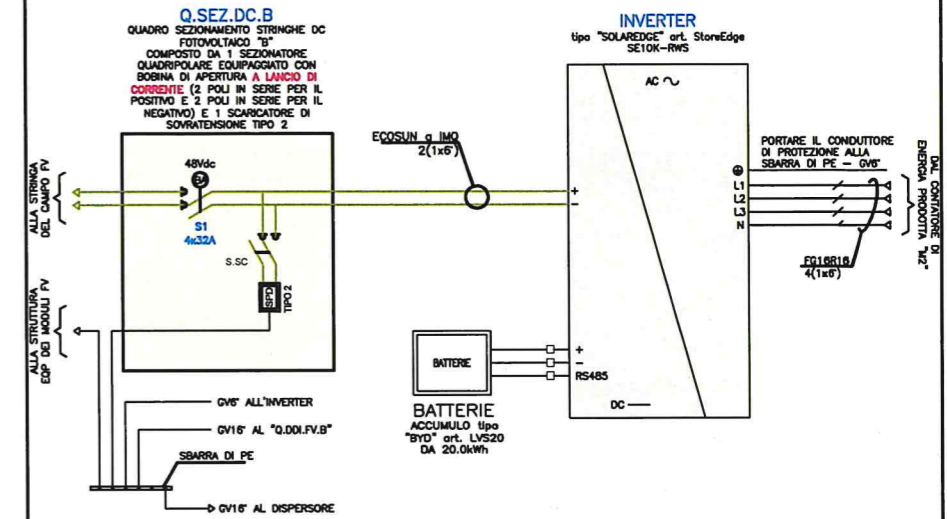 Q.SEZ.DC.B
QUADRO SEZIONAMENTO STRINGHE DC
FOTOVOLTAICO "B"
COMPOSTO DA 1 SEZIONATORE
QUADRIPOLARE EQUIPAGGIATO CON
BOBINA DI APERTURA A LANCIO DI
CORRENTE (2 POLI IN SERIE PER IL
POSITIVO E 2 POLI IN SERIE PER IL
NEGATIVO) E 1 SCARICATORE DI
SOVRATENSIONE TIPO 2
INVERTER
tipo "SOLAREDGE" art. StoreEdge
SE10K-RWS
AC
ALLA STRINGA
DEL CAMPO FV
48Vdc
BA
S1
4x32A
S.SC
SPD
TIPO 2
ECOSUN o IMQ
2(1x6)
+
−
PORTARE IL CONDUTTORE
DI PROTEZIONE ALLA
SBARRA DI PE – GV6"
L1
L2
L3
N
FG16R16
4(1x6)
DAL CONTATORE DI
ENERGIA PRODOTTA "M2"
ALLA STRUTTURA
EQP DEI MODULI FV
BATTERIE
+
−
RS485
DC
BATTERIE
ACCUMULO tipo
"BYD" art. LVS20
DA 20.0kWh
GV6" ALL'INVERTER
GV16" AL "Q.DDI.FV.B"
SBARRA DI PE
GV16" AL DISPERSORE